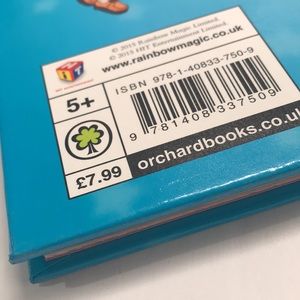 © 2015 Rainbow Magic Limited.
© 2015 HIT Entertainment Limited.
www.rainbowmagic.co.uk
ISBN 978-1-40833-750-9
5+
9 781408 337509
£7.99
orchardbooks.co.uk